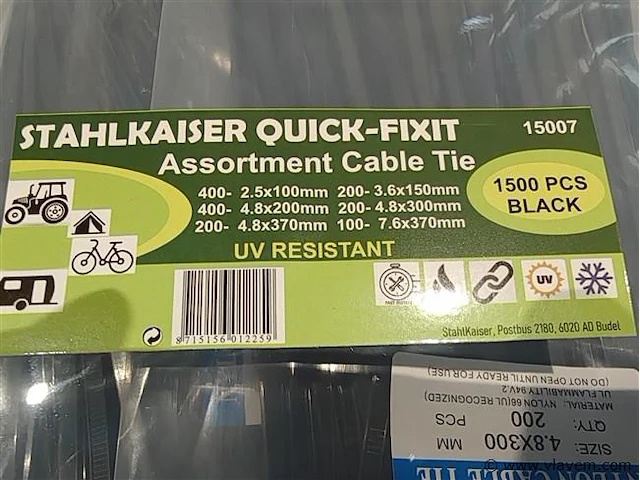 STAHLKAISER QUICK-FIXIT
15007
Assortment Cable Tie
400- 2.5x100mm 200- 3.6x150mm
400- 4.8x200mm 200- 4.8x300mm
200- 4.8x370mm 100- 7.6x370mm
1500 PCS
BLACK
UV RESISTANT
UV
8 715156 012259
StahlKaiser, Postbus 2180, 6020 AD Budel
CABLE TIE
SIZE: 4.8X300 MM
QTY: 200 PCS
MATERIAL: NYLON 66(UL RECOGNIZED)
UL FLAMMABILITY 94V-2
(DO NOT OPEN UNTIL READY FOR USE)
© www.vlavem.com